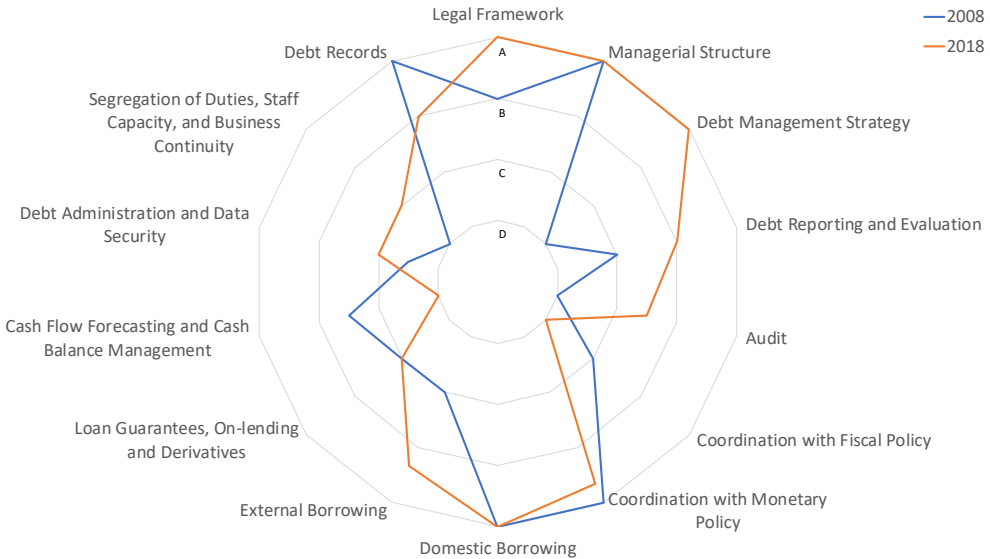 Legal Framework
2008
2018
Debt Records
Managerial Structure
A
Segregation of Duties, Staff
Capacity, and Business
Continuity
B
Debt Management Strategy
C
Debt Administration and Data
Security
D
Debt Reporting and Evaluation
Cash Flow Forecasting and Cash
Balance Management
Audit
Loan Guarantees, On-lending
and Derivatives
Coordination with Fiscal Policy
External Borrowing
Coordination with Monetary
Policy
Domestic Borrowing